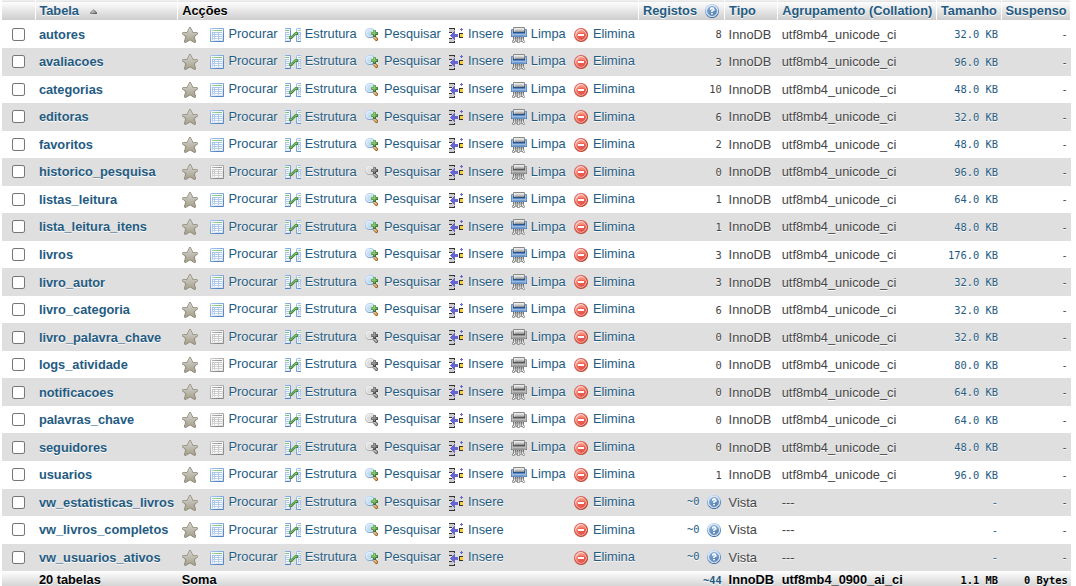 Tabela Acções Registos Tipo Agrupamento (Collation) Tamanho Suspenso
autores Procurar Estrutura Pesquisar Insere Limpa Elimina 8 InnoDB utf8mb4_unicode_ci 32.0 KB -
avaliacoes Procurar Estrutura Pesquisar Insere Limpa Elimina 3 InnoDB utf8mb4_unicode_ci 96.0 KB -
categorias Procurar Estrutura Pesquisar Insere Limpa Elimina 10 InnoDB utf8mb4_unicode_ci 48.0 KB -
editoras Procurar Estrutura Pesquisar Insere Limpa Elimina 6 InnoDB utf8mb4_unicode_ci 32.0 KB -
favoritos Procurar Estrutura Pesquisar Insere Limpa Elimina 2 InnoDB utf8mb4_unicode_ci 48.0 KB -
historico_pesquisa Procurar Estrutura Pesquisar Insere Limpa Elimina 0 InnoDB utf8mb4_unicode_ci 96.0 KB -
listas_leitura Procurar Estrutura Pesquisar Insere Limpa Elimina 1 InnoDB utf8mb4_unicode_ci 64.0 KB -
lista_leitura_itens Procurar Estrutura Pesquisar Insere Limpa Elimina 1 InnoDB utf8mb4_unicode_ci 48.0 KB -
livros Procurar Estrutura Pesquisar Insere Limpa Elimina 3 InnoDB utf8mb4_unicode_ci 176.0 KB -
livro_autor Procurar Estrutura Pesquisar Insere Limpa Elimina 3 InnoDB utf8mb4_unicode_ci 32.0 KB -
livro_categoria Procurar Estrutura Pesquisar Insere Limpa Elimina 6 InnoDB utf8mb4_unicode_ci 32.0 KB -
livro_palavra_chave Procurar Estrutura Pesquisar Insere Limpa Elimina 0 InnoDB utf8mb4_unicode_ci 32.0 KB -
logs_atividade Procurar Estrutura Pesquisar Insere Limpa Elimina 0 InnoDB utf8mb4_unicode_ci 80.0 KB -
notificacoes Procurar Estrutura Pesquisar Insere Limpa Elimina 0 InnoDB utf8mb4_unicode_ci 64.0 KB -
palavras_chave Procurar Estrutura Pesquisar Insere Limpa Elimina 0 InnoDB utf8mb4_unicode_ci 64.0 KB -
seguidores Procurar Estrutura Pesquisar Insere Limpa Elimina 0 InnoDB utf8mb4_unicode_ci 48.0 KB -
usuarios Procurar Estrutura Pesquisar Insere Limpa Elimina 1 InnoDB utf8mb4_unicode_ci 96.0 KB -
vw_estatisticas_livros Procurar Estrutura Pesquisar Insere Elimina ~0 Vista --- - -
vw_livros_completos Procurar Estrutura Pesquisar Insere Elimina ~0 Vista --- - -
vw_usuarios_ativos Procurar Estrutura Pesquisar Insere Elimina ~0 Vista --- - -
20 tabelas Soma ~44 InnoDB utf8mb4_0900_ai_ci 1.1 MB 0 Bytes